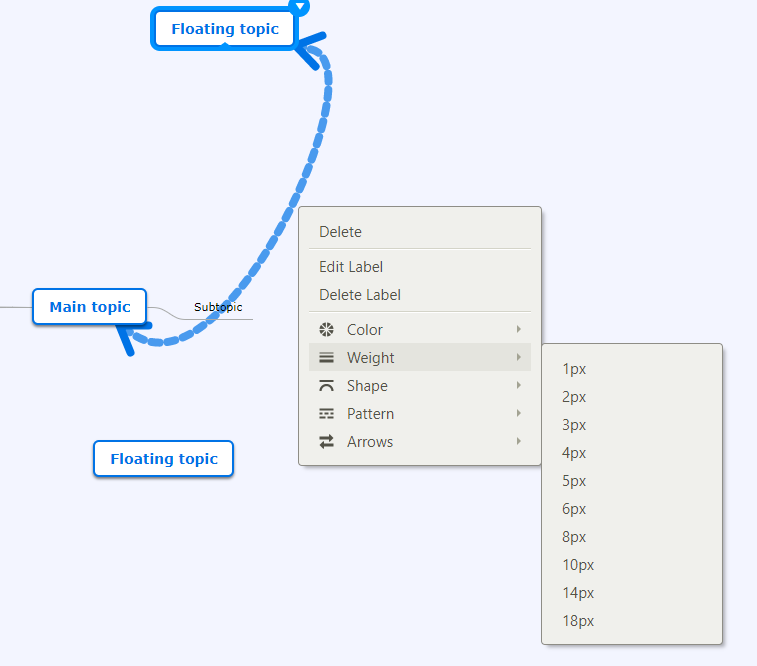 Floating topic
Main topic
Subtopic
Floating topic
Delete
Edit Label
Delete Label
Color
Weight
Shape
Pattern
Arrows
1px
2px
3px
4px
5px
6px
8px
10px
14px
18px